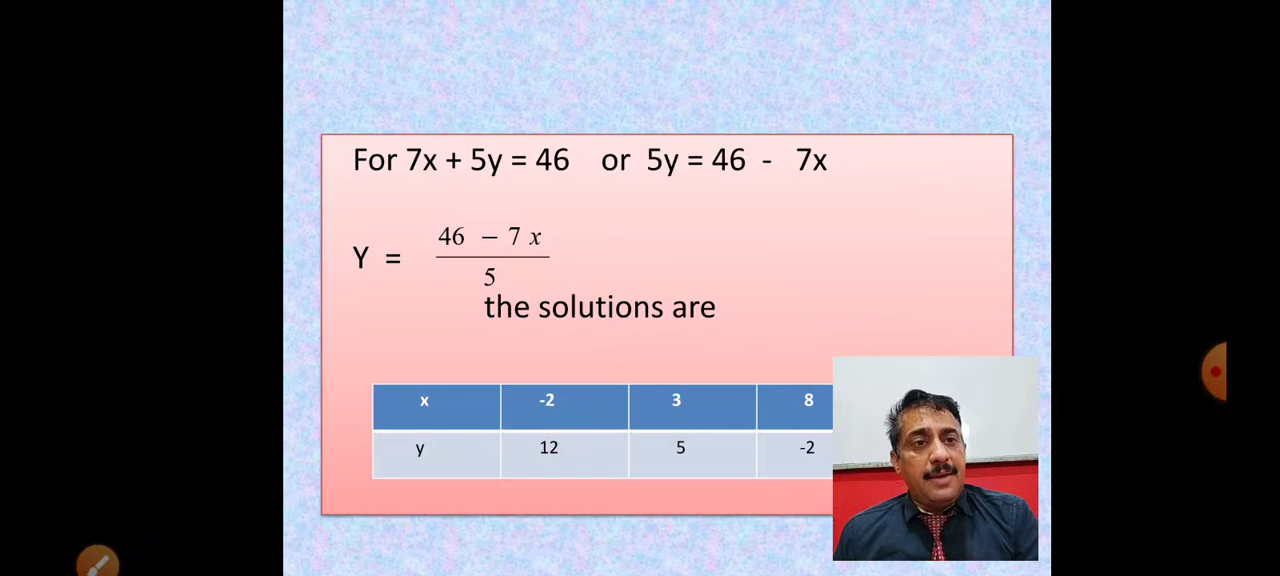 For 7x + 5y = 46 or 5y = 46 - 7x
Y = 46 − 7 x
5
the solutions are
x -2 3 8
y 12 5 -2